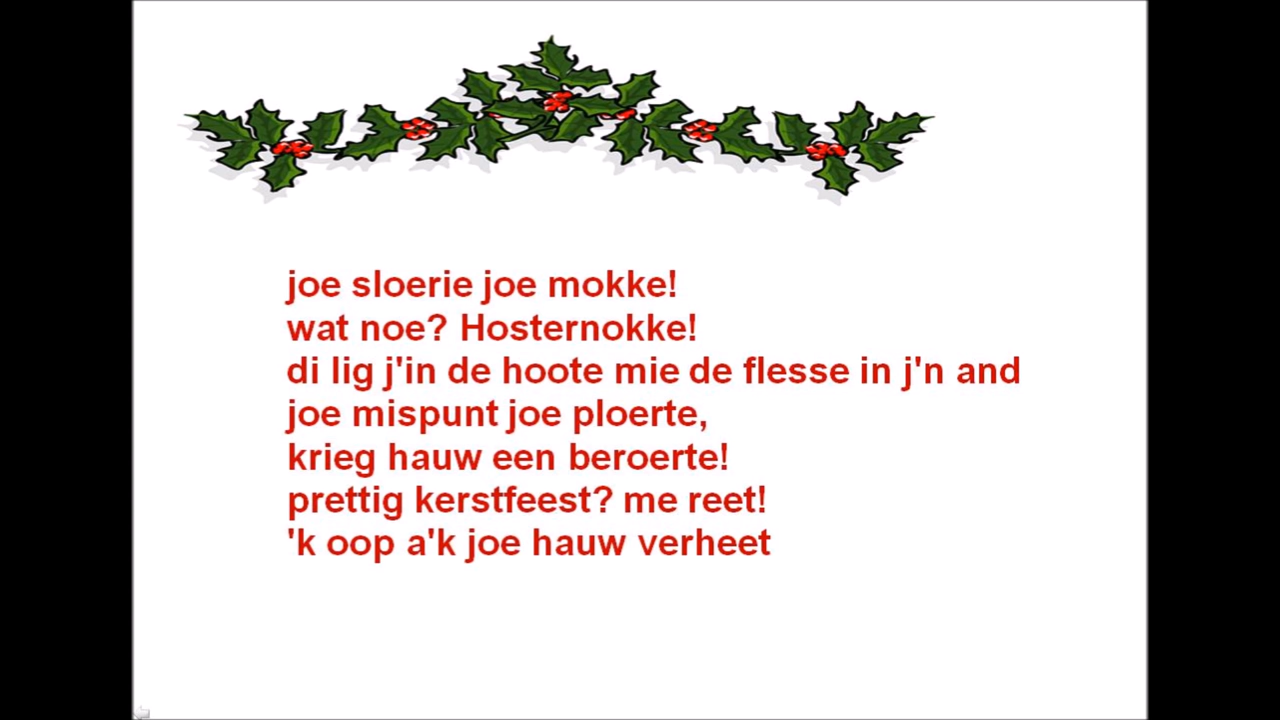 joe sloerie joe mokke!
wat noe? Hosternokke!
di lig j'in de hoote mie de flesse in j'n and
joe mispunt joe ploerte,
krieg hauw een beroerte!
prettig kerstfeest? me reet!
'k oop a'k joe hauw verheet